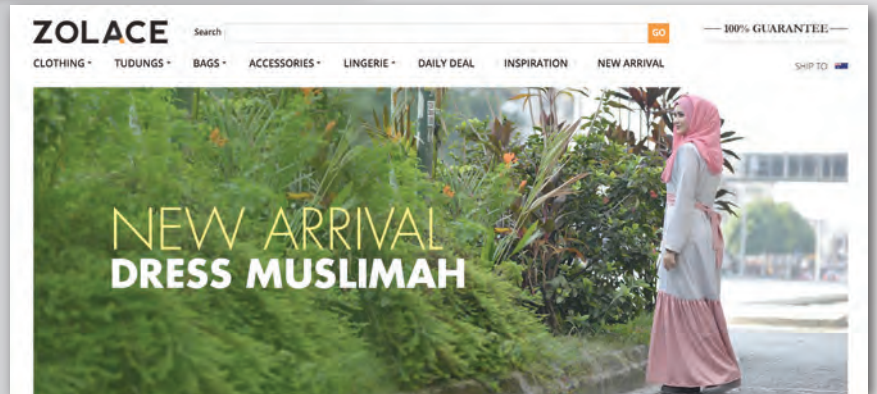 ZOLACE
Search
GO
100% GUARANTEE
CLOTHING TUDUNGS BAGS ACCESSORIES LINGERIE DAILY DEAL INSPIRATION NEW ARRIVAL
SHIP TO
NEW ARRIVAL
DRESS MUSLIMAH